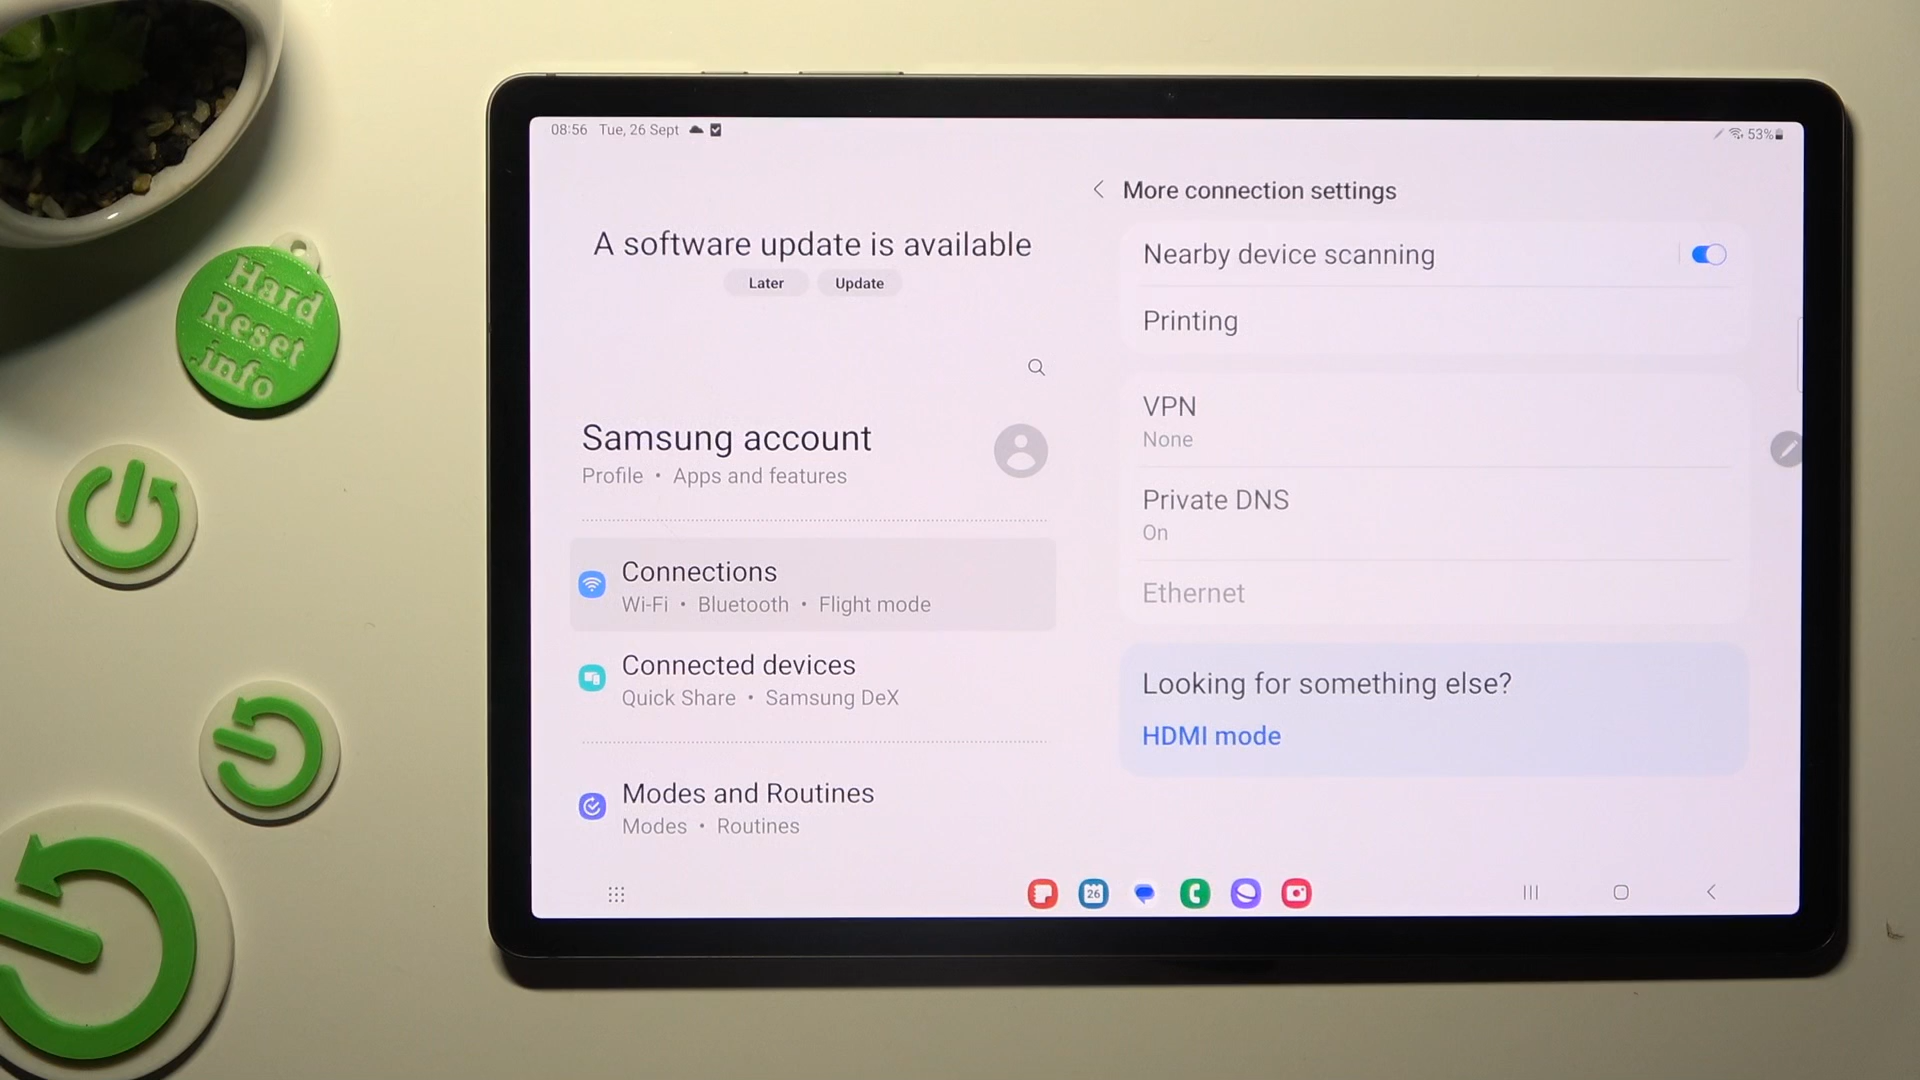 Hard
Reset
.info
08:56 Tue, 26 Sept
53%
A software update is available
Later Update
Samsung account
Profile • Apps and features
Connections
Wi-Fi • Bluetooth • Flight mode
Connected devices
Quick Share • Samsung DeX
Modes and Routines
Modes • Routines
More connection settings
Nearby device scanning
Printing
VPN
None
Private DNS
On
Ethernet
Looking for something else?
HDMI mode
26